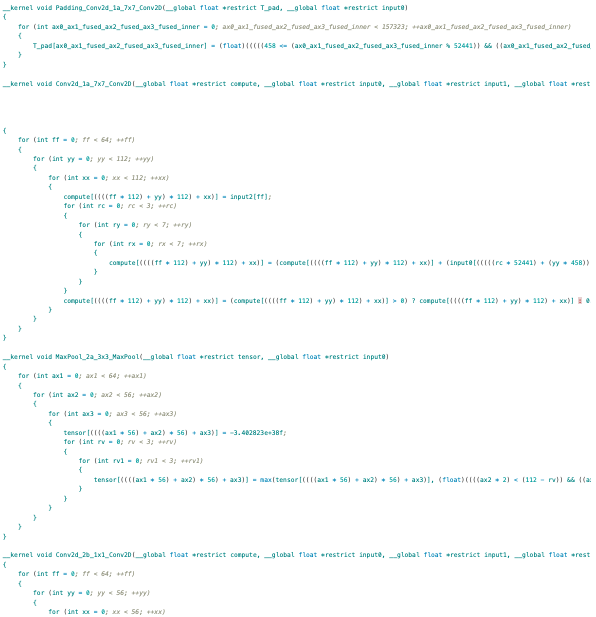 __kernel void Padding_Conv2d_1a_7x7_Conv2D(__global float *restrict T_pad, __global float *restrict input0)
{
for (int ax0_ax1_fused_ax2_fused_ax3_fused_inner = 0; ax0_ax1_fused_ax2_fused_ax3_fused_inner < 157323; ++ax0_ax1_fused_ax2_fused_ax3_fused_inner)
{
T_pad[ax0_ax1_fused_ax2_fused_ax3_fused_inner] = (float)(((((458 <= (ax0_ax1_fused_ax2_fused_ax3_fused_inner % 52441)) && ((ax0_ax1_fused_ax2_fused
}
}
__kernel void Conv2d_1a_7x7_Conv2D(__global float *restrict compute, __global float *restrict input0, __global float *restrict input1, __global float *rest
{
for (int ff = 0; ff < 64; ++ff)
{
for (int yy = 0; yy < 112; ++yy)
{
for (int xx = 0; xx < 112; ++xx)
{
compute[((((ff * 112) + yy) * 112) + xx)] = input2[ff];
for (int rc = 0; rc < 3; ++rc)
{
for (int ry = 0; ry < 7; ++ry)
{
for (int rx = 0; rx < 7; ++rx)
{
compute[((((ff * 112) + yy) * 112) + xx)] = (compute[((((ff * 112) + yy) * 112) + xx)] + (input0[(((((rc * 52441) + (yy * 458))
}
}
}
compute[((((ff * 112) + yy) * 112) + xx)] = (compute[((((ff * 112) + yy) * 112) + xx)] > 0) ? compute[((((ff * 112) + yy) * 112) + xx)] : 0
}
}
}
}
__kernel void MaxPool_2a_3x3_MaxPool(__global float *restrict tensor, __global float *restrict input0)
{
for (int ax1 = 0; ax1 < 64; ++ax1)
{
for (int ax2 = 0; ax2 < 56; ++ax2)
{
for (int ax3 = 0; ax3 < 56; ++ax3)
{
tensor[((((ax1 * 56) + ax2) * 56) + ax3)] = -3.402823e+38f;
for (int rv = 0; rv < 3; ++rv)
{
for (int rv1 = 0; rv1 < 3; ++rv1)
{
tensor[((((ax1 * 56) + ax2) * 56) + ax3)] = max(tensor[((((ax1 * 56) + ax2) * 56) + ax3)], (float)((((ax2 * 2) < (112 - rv)) && ((ax
}
}
}
}
}
}
__kernel void Conv2d_2b_1x1_Conv2D(__global float *restrict compute, __global float *restrict input0, __global float *restrict input1, __global float *rest
{
for (int ff = 0; ff < 64; ++ff)
{
for (int yy = 0; yy < 56; ++yy)
{
for (int xx = 0; xx < 56; ++xx)